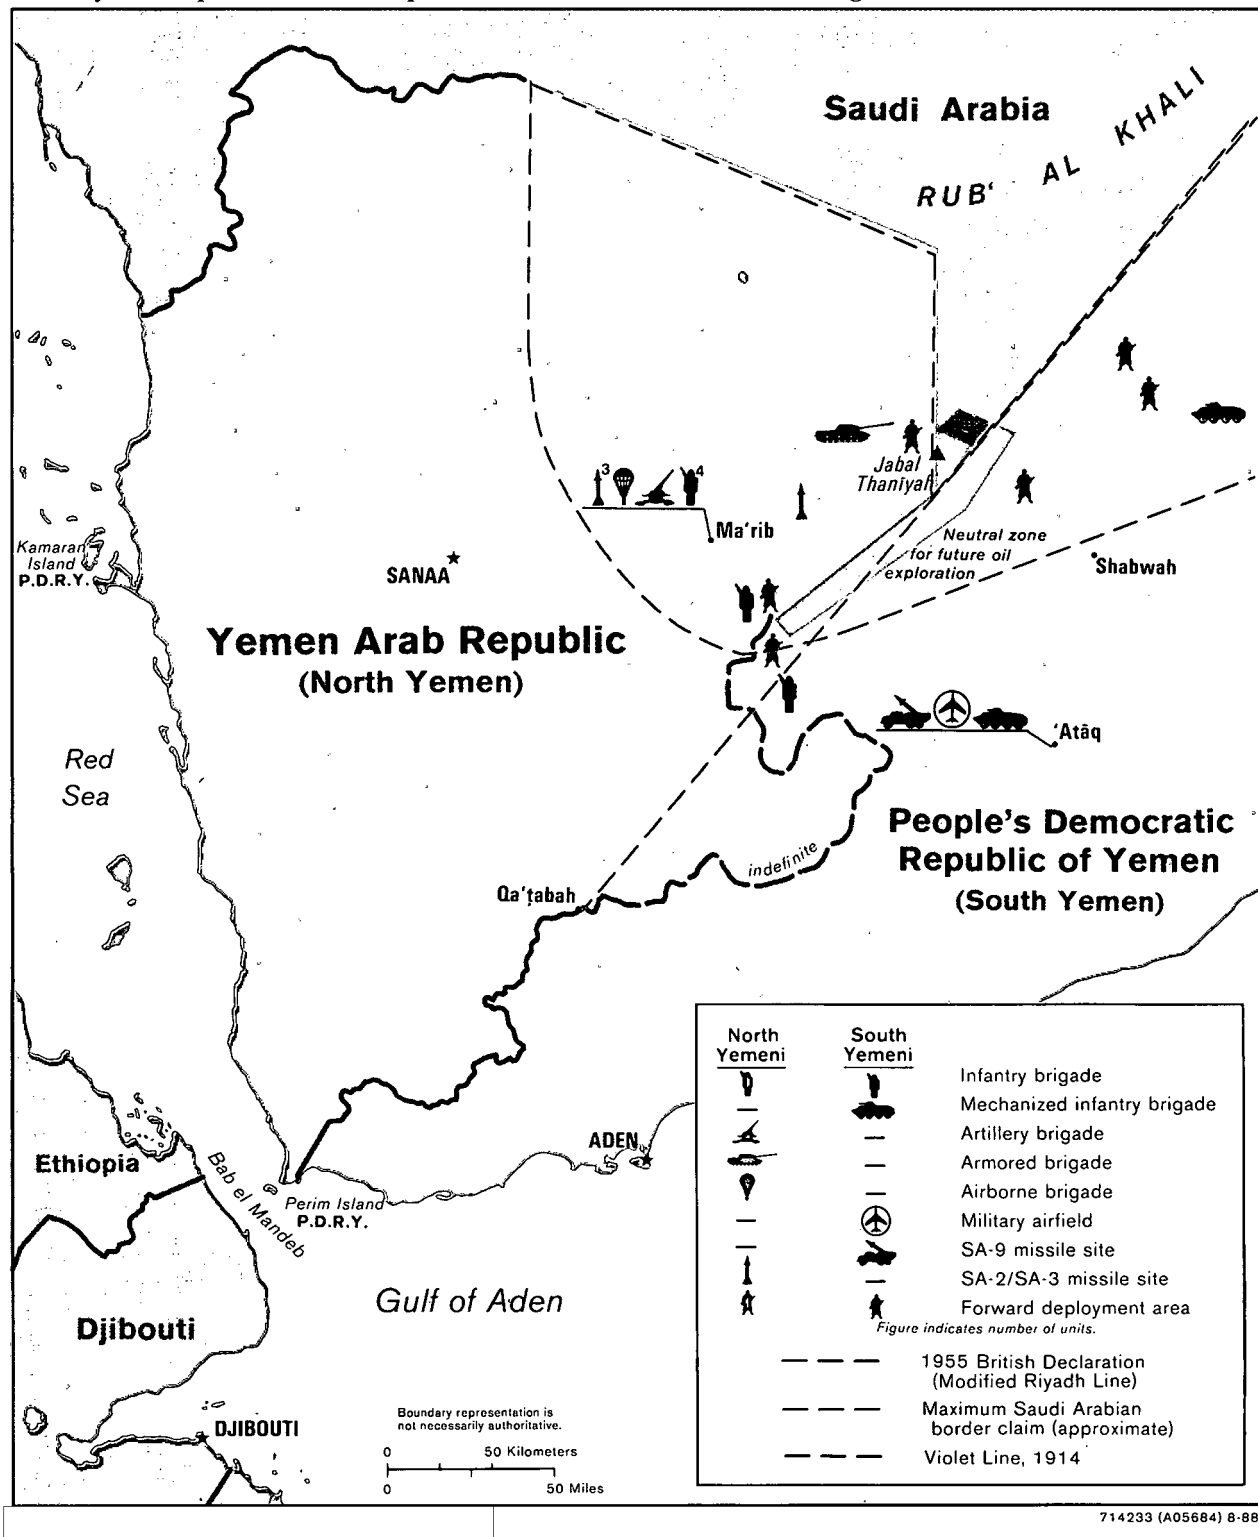 Saudi Arabia
RUB' AL KHALI
3
4
Jabal
Thaniyah
Ma'rib
Neutral zone
for future oil
exploration
Shabwah
Kamaran
Island
P.D.R.Y.
SANAA
Yemen Arab Republic
(North Yemen)
'Atāq
Red
Sea
People's Democratic
Republic of Yemen
(South Yemen)
indefinite
Qa'ṭabah
North
Yemeni
South
Yemeni
Infantry brigade
— Mechanized infantry brigade
Artillery brigade —
Armored brigade —
Airborne brigade —
— Military airfield
— SA-9 missile site
SA-2/SA-3 missile site —
Forward deployment area
Figure indicates number of units.
1955 British Declaration
(Modified Riyadh Line)
Maximum Saudi Arabian
border claim (approximate)
Violet Line, 1914
ADEN
Ethiopia
Bab el Mandeb
Perim Island
P.D.R.Y.
Gulf of Aden
Djibouti
DJIBOUTI
Boundary representation is
not necessarily authoritative.
0 50 Kilometers
0 50 Miles
714233 (A05684) 8-88